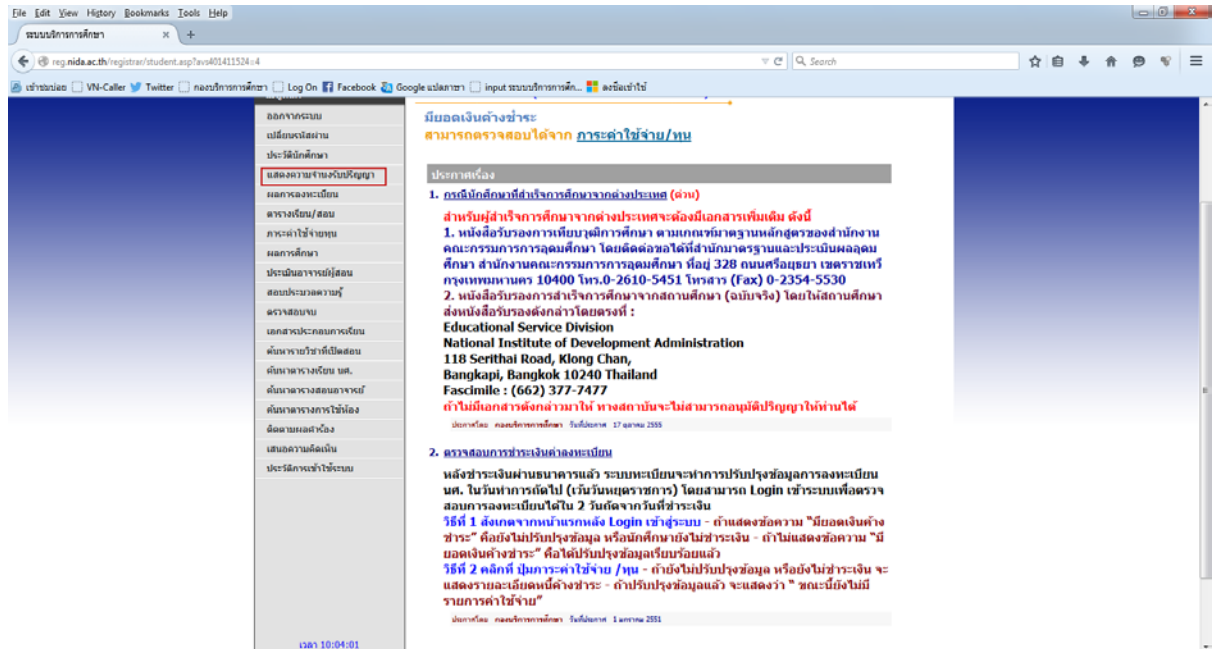 File Edit View History Bookmarks Tools Help
ระบบบริการการศึกษา
reg.nida.ac.th/registrar/student.asp?avs401411524=4
Search
เข้าชมบ่อย VN-Caller Twitter กองบริการการศึกษา Log On Facebook Google แปลภาษา input ระบบบริการการศึก... ลงชื่อเข้าใช้
ออกจากระบบ
เปลี่ยนรหัสผ่าน
ประวัตินักศึกษา
แสดงความจำนงรับปริญญา
ผลการลงทะเบียน
ตารางเรียน/สอบ
ภาระค่าใช้จ่ายทุน
ผลการศึกษา
ประเมินอาจารย์ผู้สอน
สอบประมวลความรู้
ตรวจสอบจบ
เอกสารประกอบการเรียน
ค้นหารายวิชาที่เปิดสอน
ค้นหาตารางเรียน นศ.
ค้นหาตารางสอนอาจารย์
ค้นหาตารางการใช้ห้อง
ติดตามผลคำร้อง
เสนอความคิดเห็น
ประวัติการเข้าใช้ระบบ
เวลา 10:04:01
มียอดเงินค้างชำระ
สามารถตรวจสอบได้จาก ภาระค่าใช้จ่าย/ทุน
ประกาศเรื่อง
1. กรณีนักศึกษาที่สำเร็จการศึกษาจากต่างประเทศ (ด่วน)
สำหรับผู้สำเร็จการศึกษาจากต่างประเทศจะต้องมีเอกสารเพิ่มเติม ดังนี้
1. หนังสือรับรองการเทียบวุฒิการศึกษา ตามเกณฑ์มาตรฐานหลักสูตรของสำนักงาน
คณะกรรมการการอุดมศึกษา โดยติดต่อขอได้ที่สำนักมาตรฐานและประเมินผลอุดม
ศึกษา สำนักงานคณะกรรมการการอุดมศึกษา ที่อยู่ 328 ถนนศรีอยุธยา เขตราชเทวี
กรุงเทพมหานคร 10400 โทร.0-2610-5451 โทรสาร (Fax) 0-2354-5530
2. หนังสือรับรองการสำเร็จการศึกษาจากสถานศึกษา (ฉบับจริง) โดยให้สถานศึกษา
ส่งหนังสือรับรองดังกล่าวโดยตรงที่ :
Educational Service Division
National Institute of Development Administration
118 Serithai Road, Klong Chan,
Bangkapi, Bangkok 10240 Thailand
Fascimile : (662) 377-7477
ถ้าไม่มีเอกสารดังกล่าวมาให้ ทางสถาบันจะไม่สามารถอนุมัติปริญญาให้ท่านได้
ประกาศโดย กองบริการการศึกษา วันที่ประกาศ 17 ตุลาคม 2555
2. ตรวจสอบการชำระเงินค่าลงทะเบียน
หลังชำระเงินผ่านธนาคารแล้ว ระบบทะเบียนจะทำการปรับปรุงข้อมูลการลงทะเบียน
นศ. ในวันทำการถัดไป (เว้นวันหยุดราชการ) โดยสามารถ Login เข้าระบบเพื่อตรวจ
สอบการลงทะเบียนได้ใน 2 วันถัดจากวันที่ชำระเงิน
วิธีที่ 1 สังเกตจากหน้าแรกหลัง Login เข้าสู่ระบบ - ถ้าแสดงข้อความ "มียอดเงินค้าง
ชำระ" คือยังไม่ปรับปรุงข้อมูล หรือนักศึกษายังไม่ชำระเงิน - ถ้าไม่แสดงข้อความ "มี
ยอดเงินค้างชำระ" คือได้ปรับปรุงข้อมูลเรียบร้อยแล้ว
วิธีที่ 2 คลิกที่ ปุ่มภาระค่าใช้จ่าย /ทุน - ถ้ายังไม่ปรับปรุงข้อมูล หรือยังไม่ชำระเงิน จะ
แสดงรายละเอียดหนี้ค้างชำระ - ถ้าปรับปรุงข้อมูลแล้ว จะแสดงว่า " ขณะนี้ยังไม่มี
รายการค่าใช้จ่าย"
ประกาศโดย กองบริการการศึกษา วันที่ประกาศ 1 มกราคม 2551